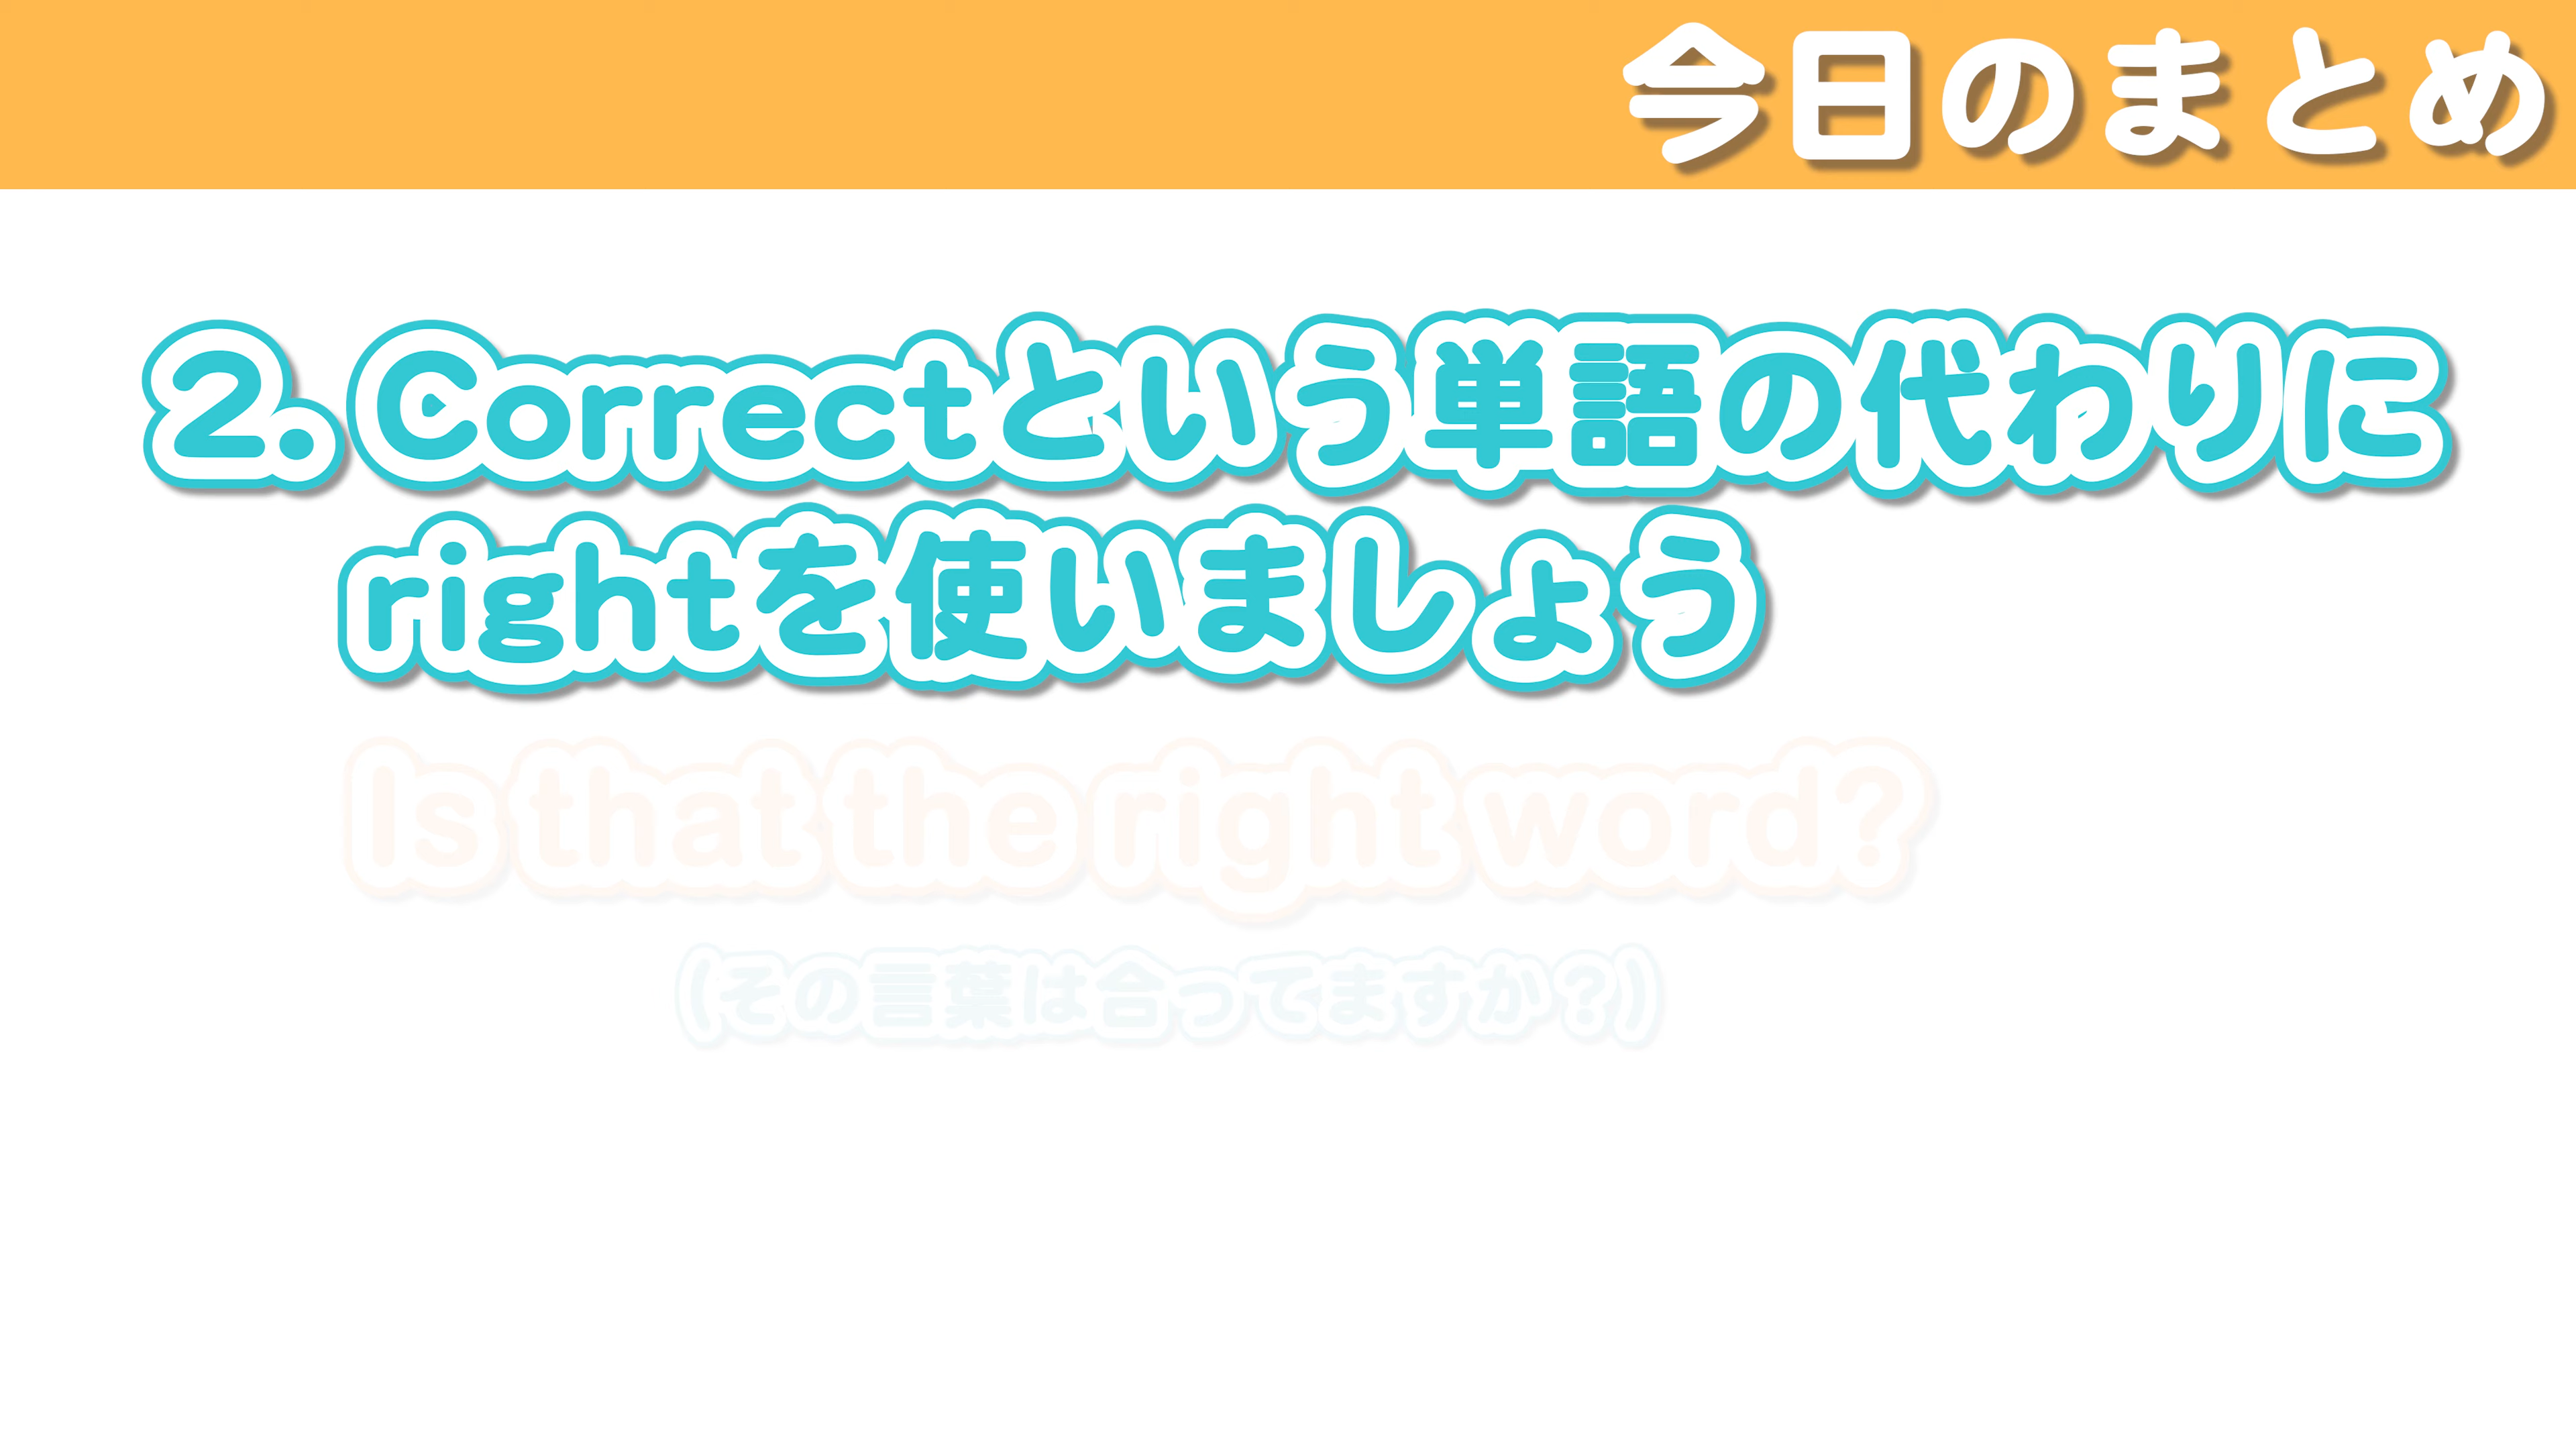 今日のまとめ
2. Correctという単語の代わりに
rightを使いましょう
Is that the right word?
(その言葉は合ってますか?)